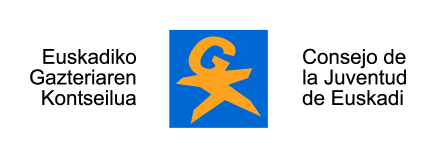 Euskadiko
Gazteriaren
Kontseilua
Consejo de
la Juventud
de Euskadi